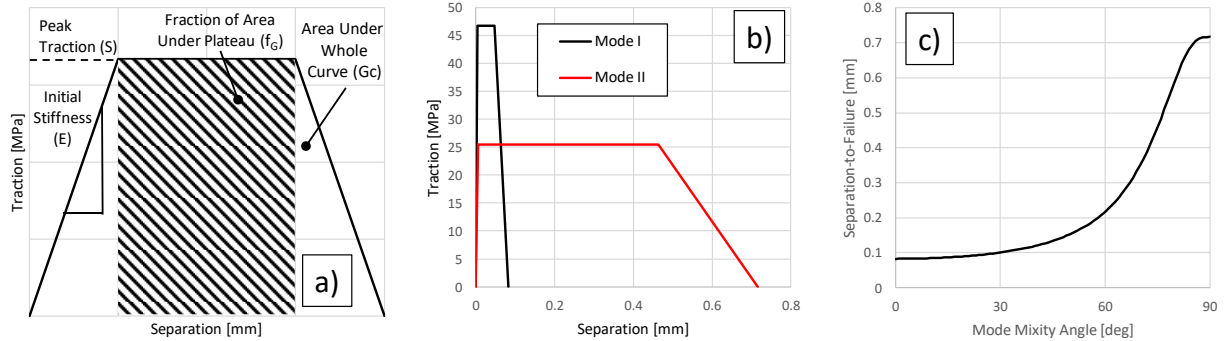 Peak
Traction (S)
Fraction of Area
Under Plateau (fG)
Area Under
Whole
Curve (Gc)
Initial
Stiffness
(E)
Traction [MPa]
Separation [mm]
a)
b)
Mode I
Mode II
50
45
40
35
30
25
20
15
10
5
0
Traction [MPa]
0
0.2
0.4
0.6
0.8
Separation [mm]
c)
0.8
0.7
0.6
0.5
0.4
0.3
0.2
0.1
0
Separation-to-Failure [mm]
0
30
60
90
Mode Mixity Angle [deg]